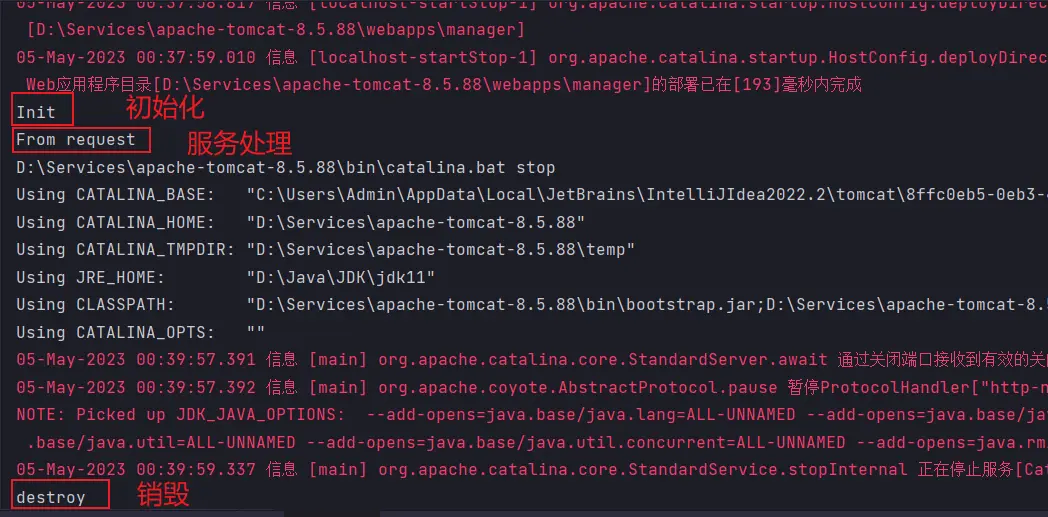 05-May-2023 00:37:58.817 信息 [localhost-startStop-1] org.apache.catalina.startup.HostConfig.deployDirec
[D:\Services\apache-tomcat-8.5.88\webapps\manager]
05-May-2023 00:37:59.010 信息 [localhost-startStop-1] org.apache.catalina.startup.HostConfig.deployDirec
Web应用程序目录[D:\Services\apache-tomcat-8.5.88\webapps\manager]的部署已在[193]毫秒内完成
Init 初始化
From request 服务处理
D:\Services\apache-tomcat-8.5.88\bin\catalina.bat stop
Using CATALINA_BASE:   "C:\Users\Admin\AppData\Local\JetBrains\IntelliJIdea2022.2\tomcat\8ffc0eb5-0eb3-
Using CATALINA_HOME:   "D:\Services\apache-tomcat-8.5.88"
Using CATALINA_TMPDIR: "D:\Services\apache-tomcat-8.5.88\temp"
Using JRE_HOME:        "D:\Java\JDK\jdk11"
Using CLASSPATH:       "D:\Services\apache-tomcat-8.5.88\bin\bootstrap.jar;D:\Services\apache-tomcat-8.5
Using CATALINA_OPTS:   ""
05-May-2023 00:39:57.391 信息 [main] org.apache.catalina.core.StandardServer.await 通过关闭端口接收到有效的关
05-May-2023 00:39:57.392 信息 [main] org.apache.coyote.AbstractProtocol.pause 暂停ProtocolHandler["http-n
NOTE: Picked up JDK_JAVA_OPTIONS:  --add-opens=java.base/java.lang=ALL-UNNAMED --add-opens=java.base/ja
.base/java.util=ALL-UNNAMED --add-opens=java.base/java.util.concurrent=ALL-UNNAMED --add-opens=java.rm
05-May-2023 00:39:59.337 信息 [main] org.apache.catalina.core.StandardService.stopInternal 正在停止服务[Cat
destroy 销毁